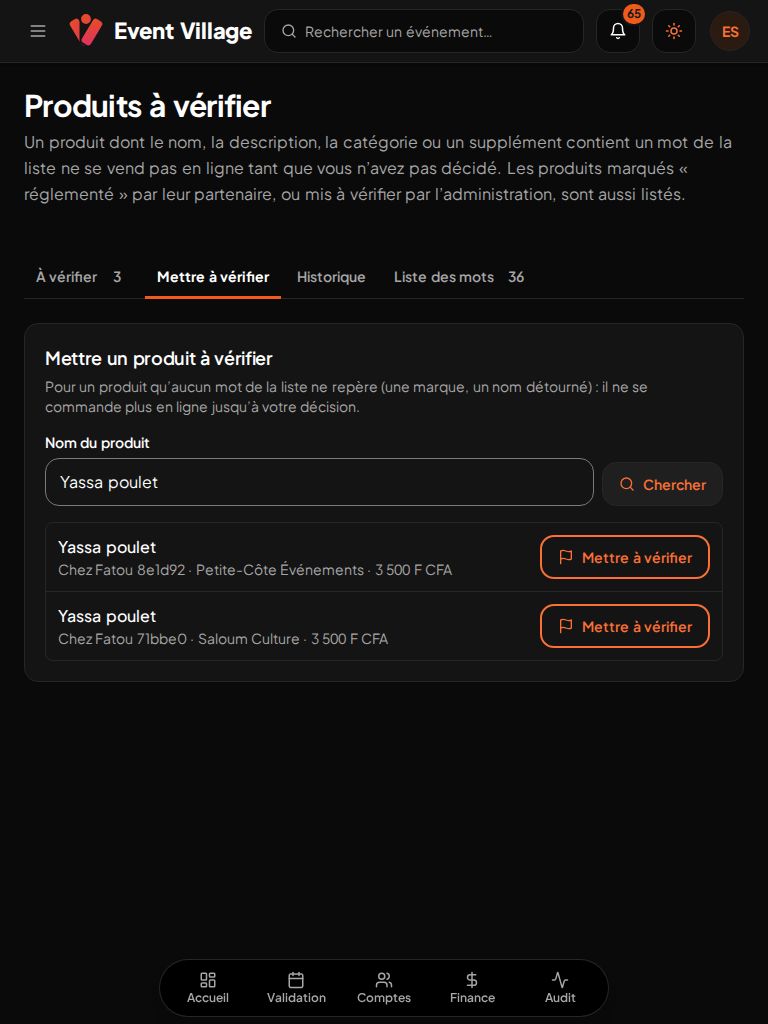 Event Village
Rechercher un événement…
65
ES
Produits à vérifier
Un produit dont le nom, la description, la catégorie ou un supplément contient un mot de la
liste ne se vend pas en ligne tant que vous n’avez pas décidé. Les produits marqués «
réglementé » par leur partenaire, ou mis à vérifier par l’administration, sont aussi listés.
À vérifier 3
Mettre à vérifier
Historique
Liste des mots 36
Mettre un produit à vérifier
Pour un produit qu’aucun mot de la liste ne repère (une marque, un nom détourné) : il ne se
commande plus en ligne jusqu’à votre décision.
Nom du produit
Yassa poulet
Chercher
Yassa poulet
Chez Fatou 8e1d92 · Petite-Côte Événements · 3 500 F CFA
Mettre à vérifier
Yassa poulet
Chez Fatou 71bbe0 · Saloum Culture · 3 500 F CFA
Mettre à vérifier
Accueil
Validation
Comptes
Finance
Audit